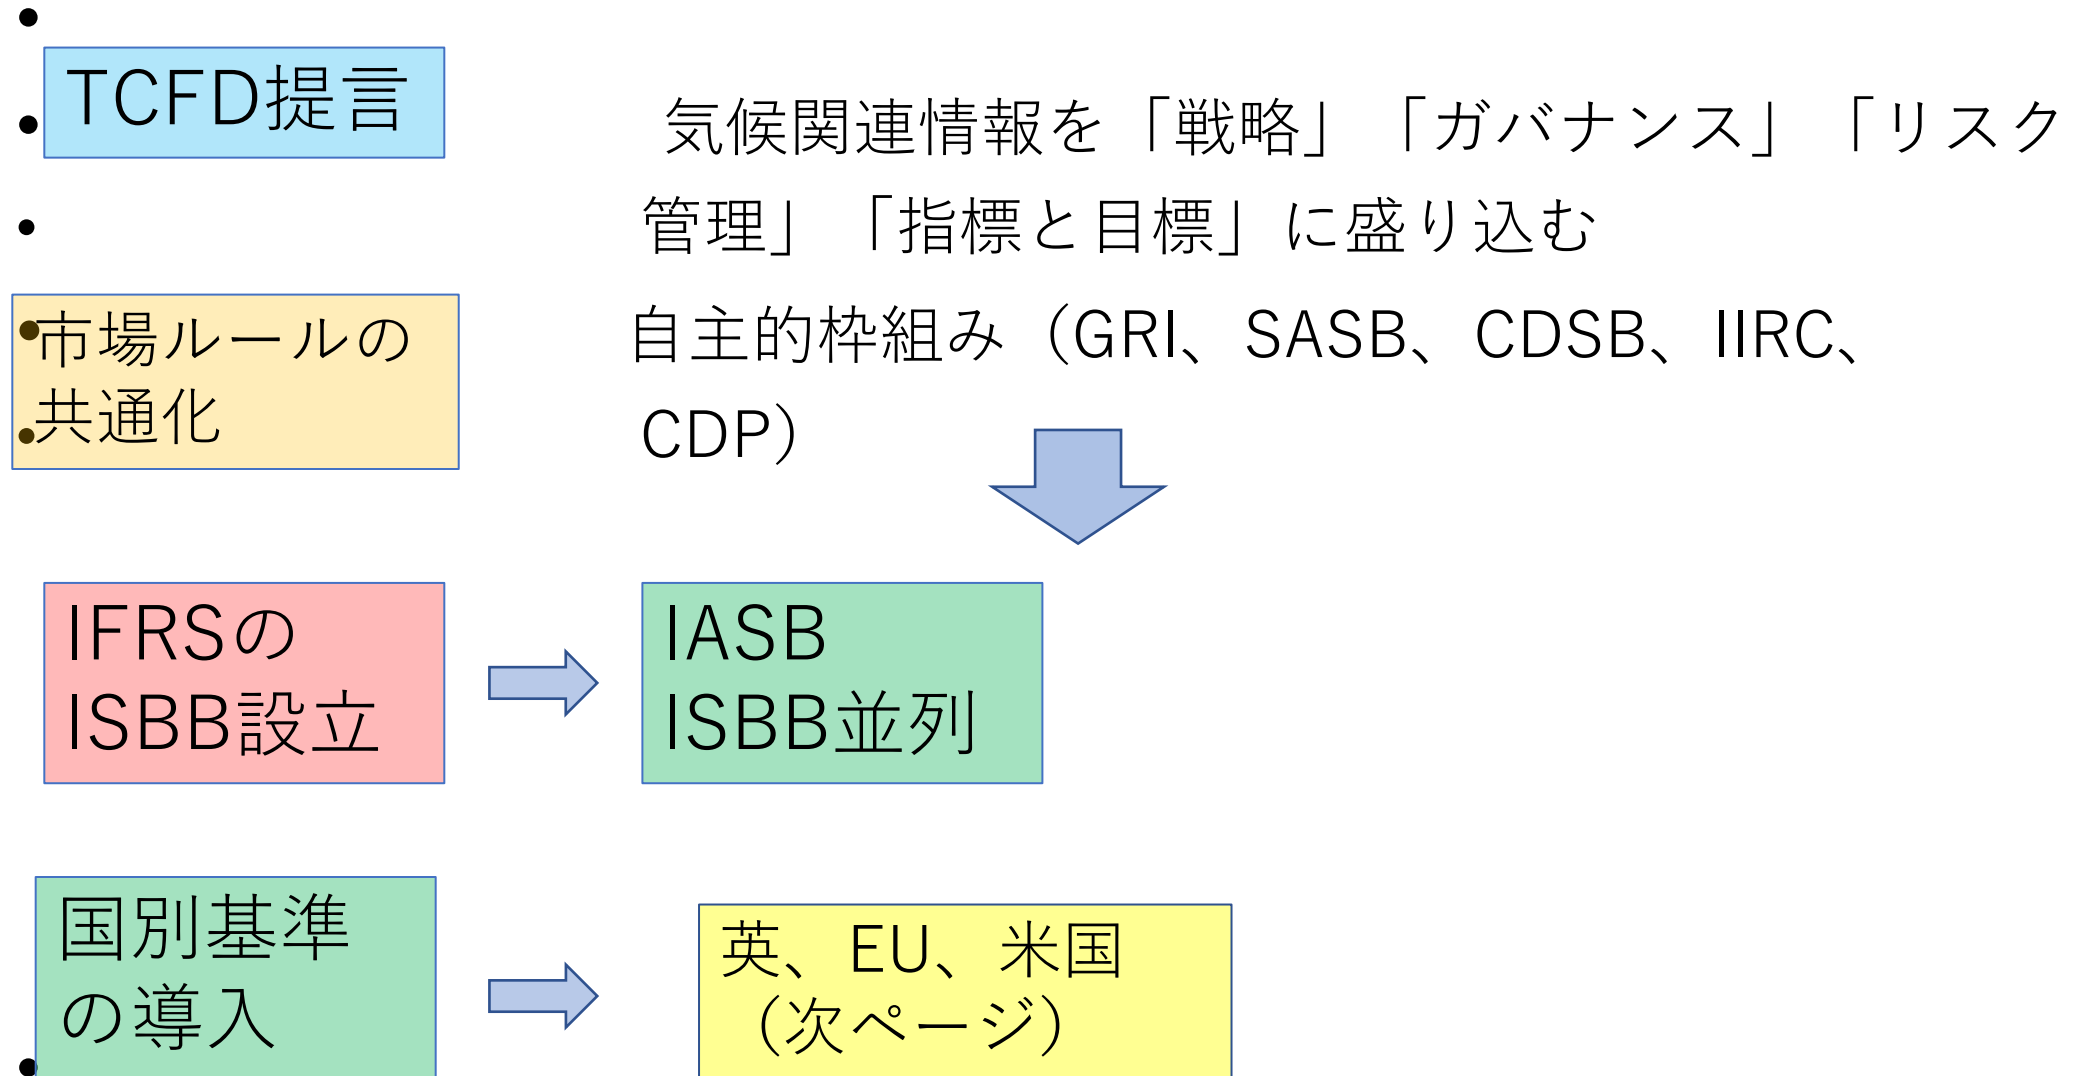 TCFD提言
気候関連情報を「戦略」「ガバナンス」「リスク
管理」「指標と目標」に盛り込む
市場ルールの
共通化
自主的枠組み（GRI、SASB、CDSB、IIRC、
CDP）
IFRSの
ISBB設立
IASB
ISBB並列
国別基準
の導入
英、EU、米国
（次ページ）